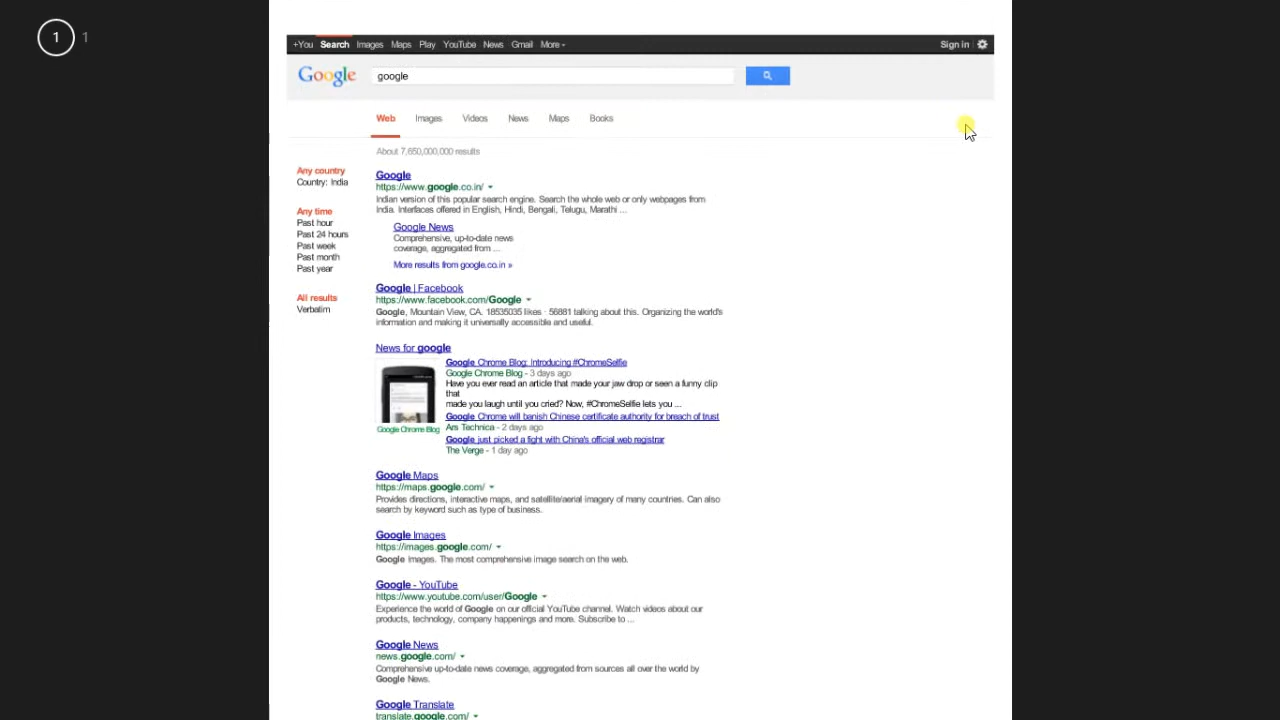 1 1
+You Search Images Maps Play YouTube News Gmail More Sign in
Google google
Web Images Videos News Maps Books
About 7,650,000,000 results
Any country
Country: India
Any time
Past hour
Past 24 hours
Past week
Past month
Past year
All results
Verbatim
Google
https://www.google.co.in/
Indian version of this popular search engine. Search the whole web or only webpages from
India. Interfaces offered in English, Hindi, Bengali, Telugu, Marathi ...
Google News
Comprehensive, up-to-date news
coverage, aggregated from ...
More results from google.co.in »
Google | Facebook
https://www.facebook.com/Google
Google, Mountain View, CA. 18535035 likes · 56881 talking about this. Organizing the world's
information and making it universally accessible and useful.
News for google
Google Chrome Blog
Google Chrome Blog: Introducing #ChromeSelfie
Google Chrome Blog - 3 days ago
Have you ever read an article that made your jaw drop or seen a funny clip
that
made you laugh until you cried? Now, #ChromeSelfie lets you ...
Google Chrome will banish Chinese certificate authority for breach of trust
Ars Technica - 2 days ago
Google just picked a fight with China's official web registrar
The Verge - 1 day ago
Google Maps
https://maps.google.com/
Provides directions, interactive maps, and satellite/aerial imagery of many countries. Can also
search by keyword such as type of business.
Google Images
https://images.google.com/
Google Images. The most comprehensive image search on the web.
Google - YouTube
https://www.youtube.com/user/Google
Experience the world of Google on our official YouTube channel. Watch videos about our
products, technology, company happenings and more. Subscribe to ...
Google News
news.google.com/
Comprehensive up-to-date news coverage, aggregated from sources all over the world by
Google News.
Google Translate
translate.google.com/